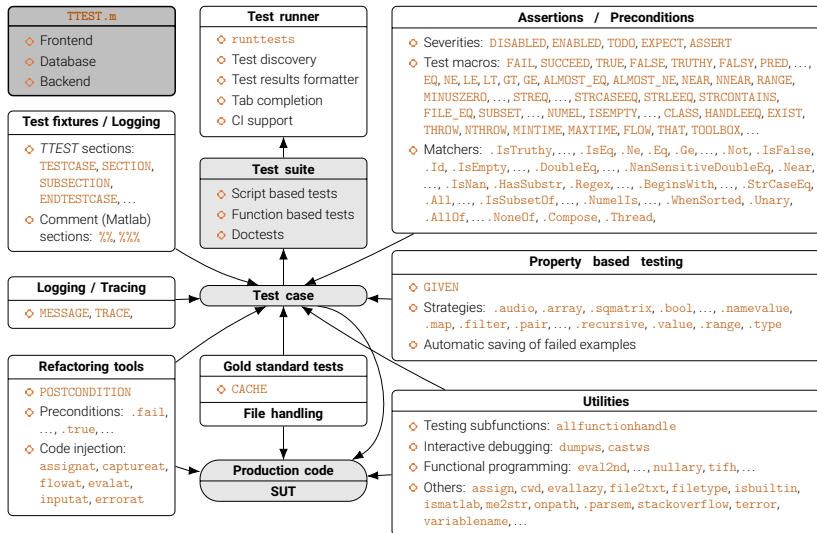 TTEST.m
Frontend
Database
Backend
Test runner
runttests
Test discovery
Test results formatter
Tab completion
CI support
Assertions / Preconditions
Severities: DISABLED, ENABLED, TODO, EXPECT, ASSERT
Test macros: FAIL, SUCCEED, TRUE, FALSE, TRUTHY, FALSY, PRED, ...,
EQ, NE, LE, LT, GT, GE, ALMOST_EQ, ALMOST_NE, NEAR, NNEAR, RANGE,
MINUSZERO, ..., STREQ, ..., STRCASEEQ, STRLEEQ, STRCONTAINS,
FILE_EQ, SUBSET, ..., NUMEL, ISEMPTY, ..., CLASS, HANDLEEQ, EXIST,
THROW, NTHROW, MINTIME, MAXTIME, FLOW, THAT, TOOLBOX, ...
Matchers: .IsTruthy, ..., .IsEq, .Ne, .Eq, .Ge, ..., .Not, .IsFalse,
.Id, .IsEmpty, ..., .DoubleEq, .NanSensitiveDoubleEq, .Near,
..., .IsNan, .HasSubstr, .Regex, ..., .BeginsWith, ..., .StrCaseEq,
.All, ..., .IsSubsetOf, ..., .NumelIs, ..., .WhenSorted, .Unary,
.AllOf, ... .NoneOf, .Compose, .Thread,
Test fixtures / Logging
TTEST sections:
TESTCASE, SECTION,
SUBSECTION,
ENDTESTCASE, ...
Comment (Matlab)
sections: %%, %%%
Test suite
Script based tests
Function based tests
Doctests
Logging / Tracing
MESSAGE, TRACE,
Test case
Property based testing
GIVEN
Strategies: .audio, .array, .sqmatrix, .bool, ..., .namevalue,
.map, .filter, .pair, ..., .recursive, .value, .range, .type
Automatic saving of failed examples
Refactoring tools
POSTCONDITION
Preconditions: .fail,
..., .true, ...
Code injection:
assignat, captureat,
flowat, evalat,
inputat, errorat
Gold standard tests
CACHE
File handling
Production code
SUT
Utilities
Testing subfunctions: allfunctionhandle
Interactive debugging: dumpws, castws
Functional programming: eval2nd, ..., nullary, tifh, ...
Others: assign, cwd, evallazy, file2txt, filetype, isbuiltin,
ismatlab, me2str, onpath, .parsem, stackoverflow, terror,
variablename, ...